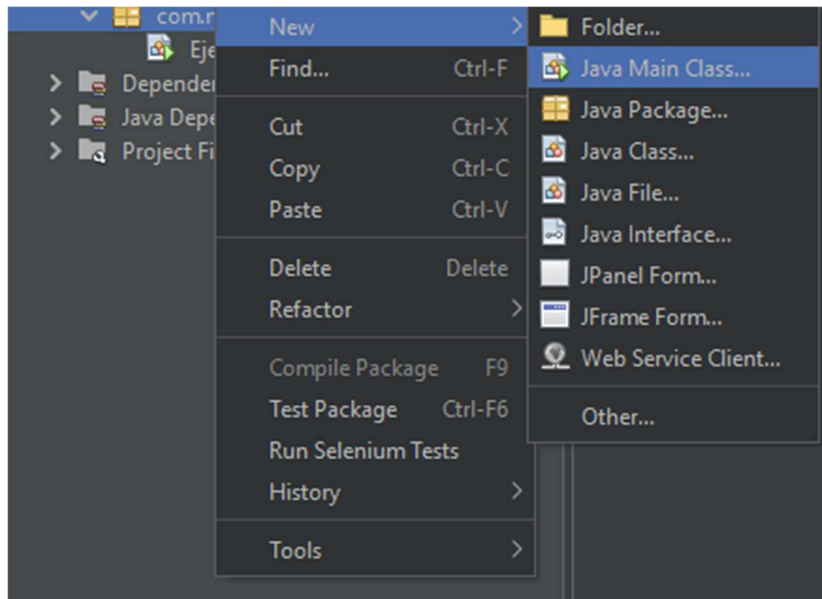 com.r
Eje
Depende
Java Depe
Project Fi
New
Find... Ctrl-F
Cut Ctrl-X
Copy Ctrl-C
Paste Ctrl-V
Delete Delete
Refactor
Compile Package F9
Test Package Ctrl-F6
Run Selenium Tests
History
Tools
Folder...
Java Main Class...
Java Package...
Java Class...
Java File...
Java Interface...
JPanel Form...
JFrame Form...
Web Service Client...
Other...